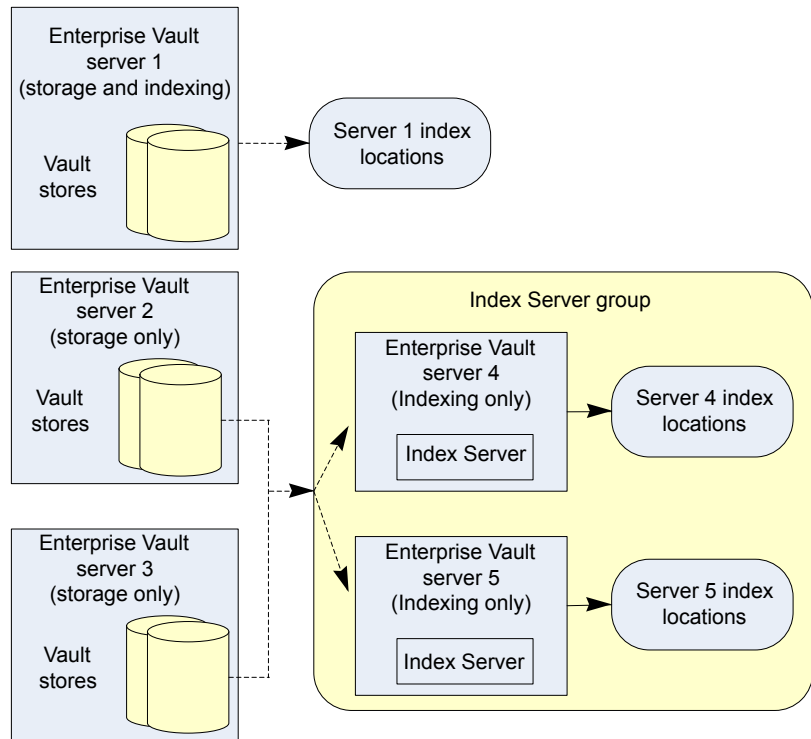 Enterprise Vault
server 1
(storage and indexing)
Vault
stores
Server 1 index
locations
Enterprise Vault
server 2
(storage only)
Vault
stores
Enterprise Vault
server 3
(storage only)
Vault
stores
Index Server group
Enterprise Vault
server 4
(Indexing only)
Index Server
Server 4 index
locations
Enterprise Vault
server 5
(Indexing only)
Index Server
Server 5 index
locations